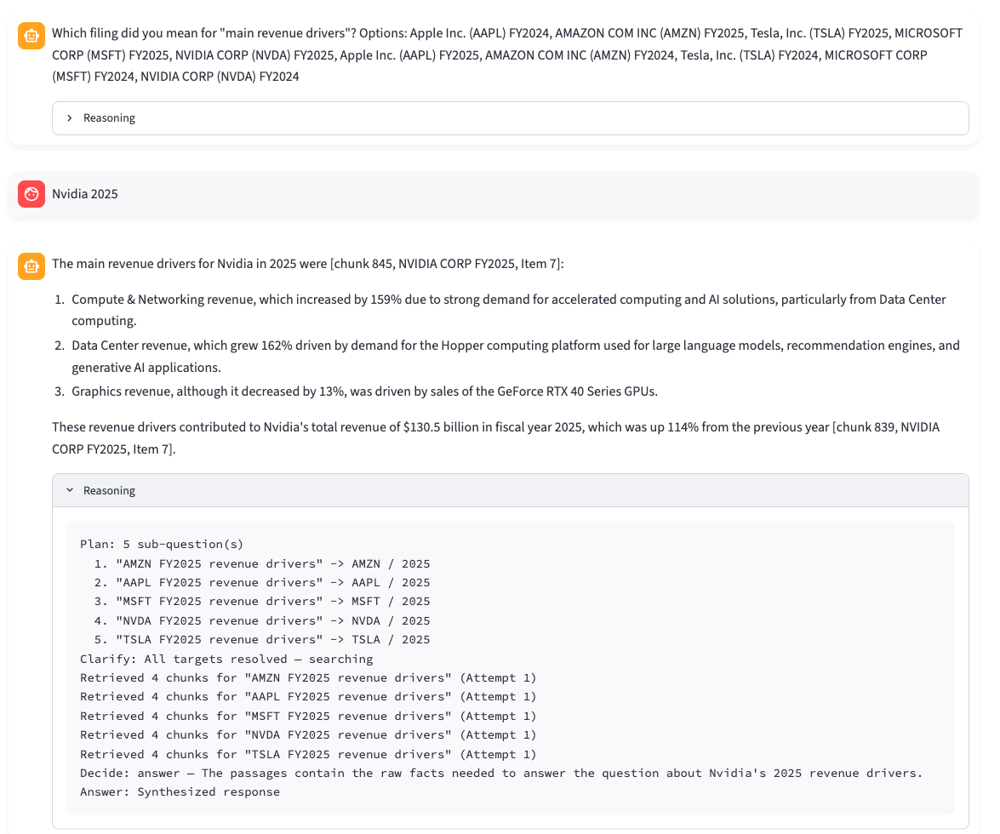 Which filing did you mean for "main revenue drivers"? Options: Apple Inc. (AAPL) FY2024, AMAZON COM INC (AMZN) FY2025, Tesla, Inc. (TSLA) FY2025, MICROSOFT
CORP (MSFT) FY2025, NVIDIA CORP (NVDA) FY2025, Apple Inc. (AAPL) FY2025, AMAZON COM INC (AMZN) FY2024, Tesla, Inc. (TSLA) FY2024, MICROSOFT CORP
(MSFT) FY2024, NVIDIA CORP (NVDA) FY2024
Reasoning
Nvidia 2025
The main revenue drivers for Nvidia in 2025 were [chunk 845, NVIDIA CORP FY2025, Item 7]:
1. Compute & Networking revenue, which increased by 159% due to strong demand for accelerated computing and AI solutions, particularly from Data Center
computing.
2. Data Center revenue, which grew 162% driven by demand for the Hopper computing platform used for large language models, recommendation engines, and
generative AI applications.
3. Graphics revenue, although it decreased by 13%, was driven by sales of the GeForce RTX 40 Series GPUs.
These revenue drivers contributed to Nvidia's total revenue of $130.5 billion in fiscal year 2025, which was up 114% from the previous year [chunk 839, NVIDIA
CORP FY2025, Item 7].
Reasoning
Plan: 5 sub-question(s)
1. "AMZN FY2025 revenue drivers" -> AMZN / 2025
2. "AAPL FY2025 revenue drivers" -> AAPL / 2025
3. "MSFT FY2025 revenue drivers" -> MSFT / 2025
4. "NVDA FY2025 revenue drivers" -> NVDA / 2025
5. "TSLA FY2025 revenue drivers" -> TSLA / 2025
Clarify: All targets resolved — searching
Retrieved 4 chunks for "AMZN FY2025 revenue drivers" (Attempt 1)
Retrieved 4 chunks for "AAPL FY2025 revenue drivers" (Attempt 1)
Retrieved 4 chunks for "MSFT FY2025 revenue drivers" (Attempt 1)
Retrieved 4 chunks for "NVDA FY2025 revenue drivers" (Attempt 1)
Retrieved 4 chunks for "TSLA FY2025 revenue drivers" (Attempt 1)
Decide: answer — The passages contain the raw facts needed to answer the question about Nvidia's 2025 revenue drivers.
Answer: Synthesized response